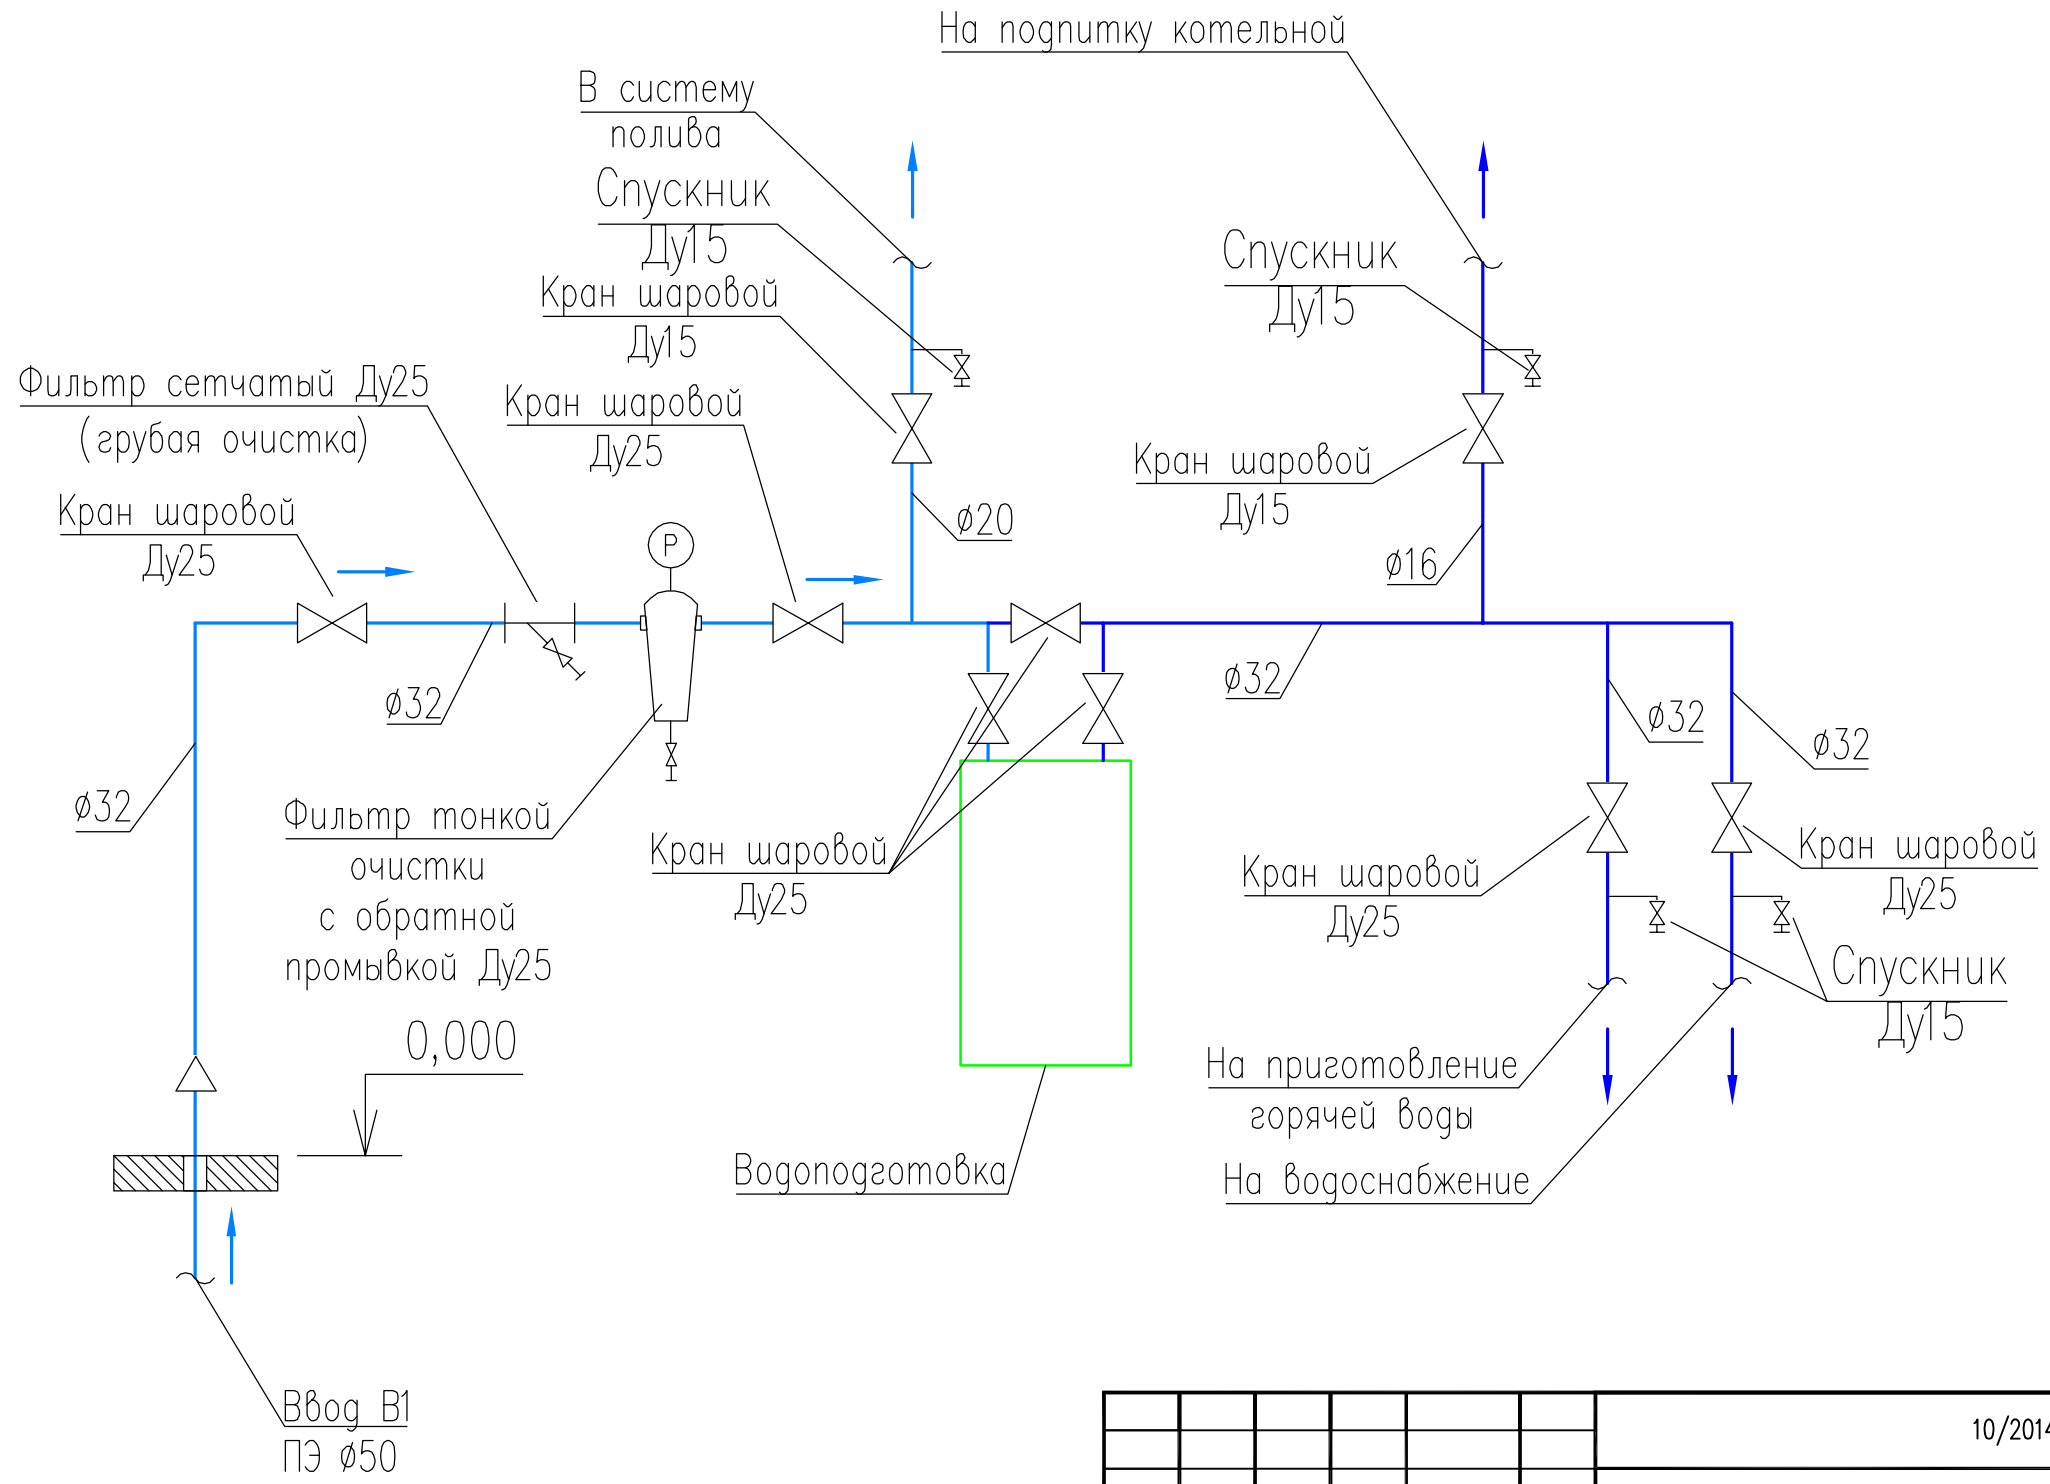 На подпитку котельной
В систему
полива
Спускник
Ду15
Кран шаровой
Ду15
Спускник
Ду15
Фильтр сетчатый Ду25
(грубая очистка)
Кран шаровой
Ду25
Кран шаровой
Ду15
Кран шаровой
Ду25
ø20
ø16
P
ø32
ø32
ø32
ø32
ø32
Фильтр тонкой
очистки
с обратной
промывкой Ду25
Кран шаровой
Ду25
Кран шаровой
Ду25
Кран шаровой
Ду25
Спускник
Ду15
0,000
На приготовление
горячей воды
Водоподготовка
На водоснабжение
Ввод В1
ПЭ ø50
10/2014